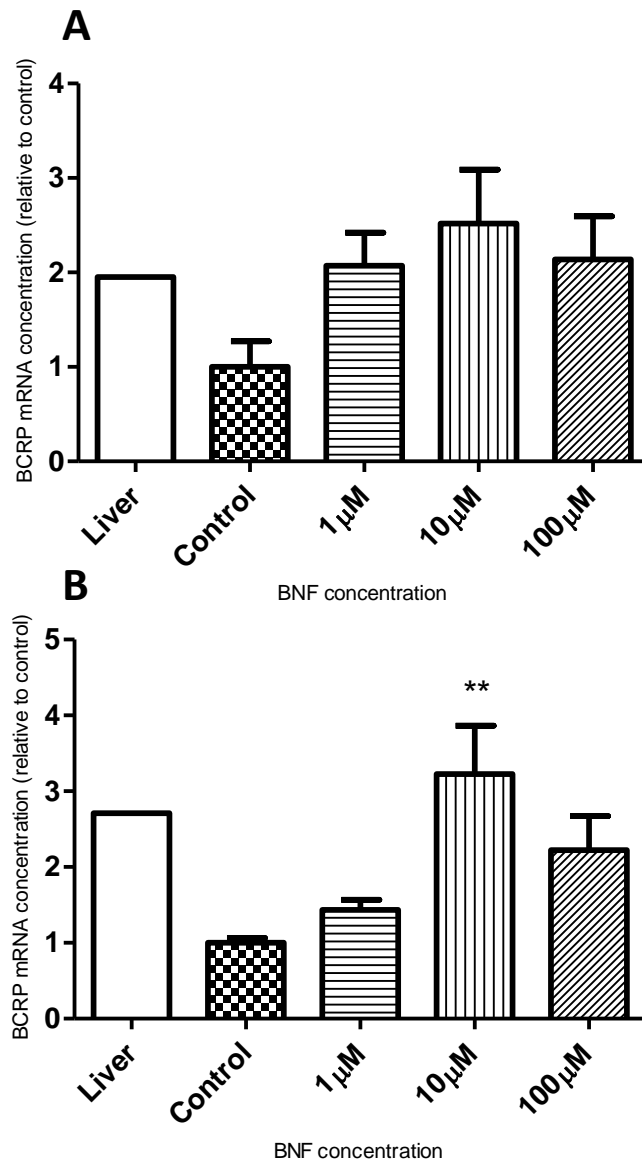 A
BCRP mRNA concentration (relative to control)
4
3
2
1
0
Liver
Control
1μM
10μM
100μM
BNF concentration
B
BCRP mRNA concentration (relative to control)
5
4
3
2
1
0
**
Liver
Control
1μM
10μM
100μM
BNF concentration